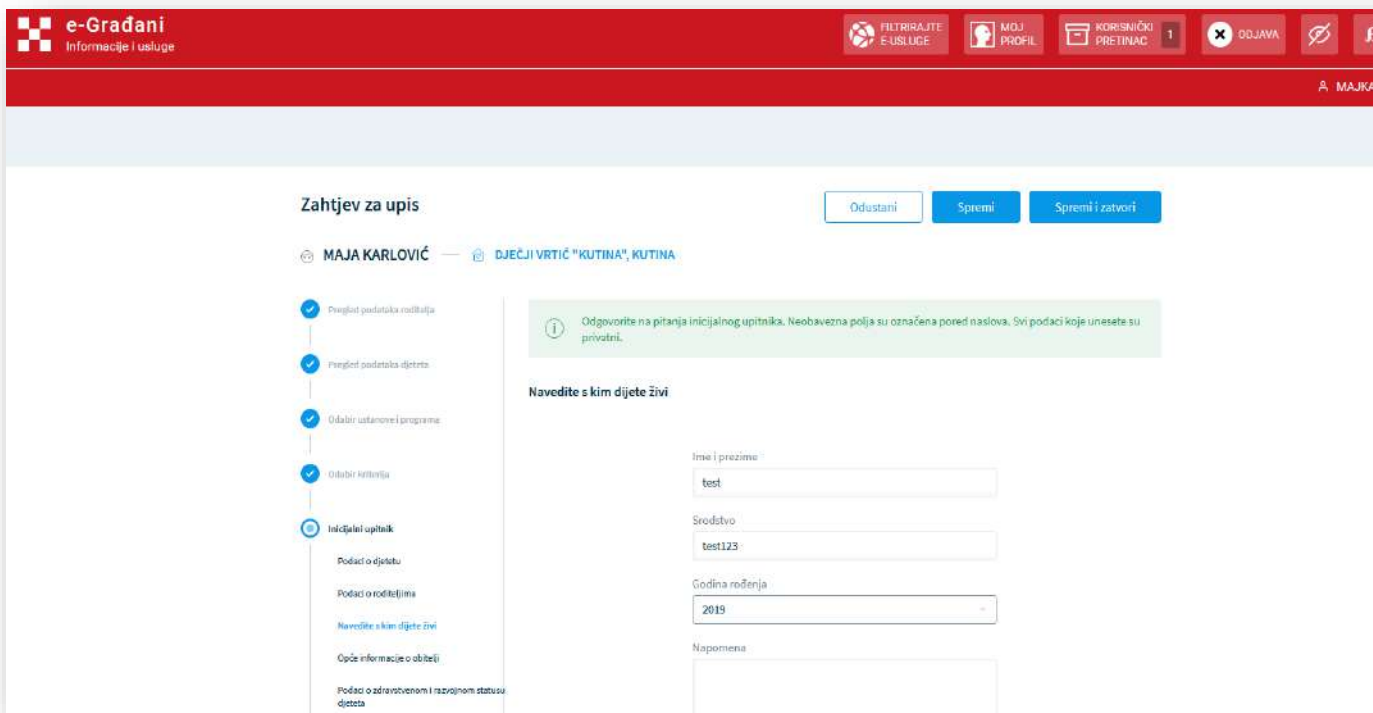 e-Građani
Informacije i usluge
FILTRIRAJTE
E-USLUGE
MOJ
PROFIL
KORISNIČKI
PRETINAC
1
ODJAVA
MAJKA
Zahtjev za upis
Odustani
Spremi
Spremi i zatvori
MAJA KARLOVIĆ — DJEČJI VRTIĆ "KUTINA", KUTINA
Pregled podataka roditelja
Pregled podataka djeteta
Odabir ustanove i programa
Odabir kriterija
Inicijalni upitnik
Podaci o djetetu
Podaci o roditeljima
Navedite s kim dijete živi
Opće informacije o obitelji
Podaci o zdravstvenom i razvojnom statusu
djeteta
Odgovorite na pitanja inicijalnog upitnika. Neobavezna polja su označena pored naslova. Svi podaci koje unesete su
privatni.
Navedite s kim dijete živi
Ime i prezime
test
Srodstvo
test123
Godina rođenja
2019
Napomena